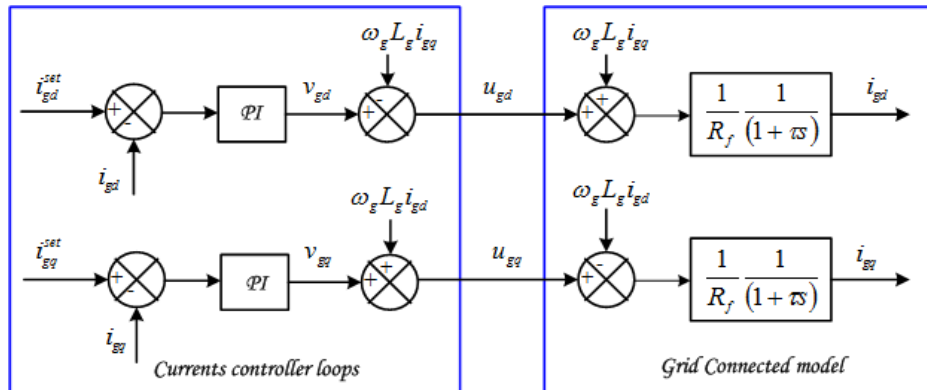 ω_g L_g i_gq
ω_g L_g i_gq
i_gd^set
+
-
PI
v_gd
-
+
u_gd
+
+
1/R_f 1/(1 + τs)
i_gd
i_gd
ω_g L_g i_gd
ω_g L_g i_gd
i_gq^set
+
-
PI
v_gq
+
+
u_gq
-
+
1/R_f 1/(1 + τs)
i_gq
i_gq
Currents controller loops
Grid Connected model